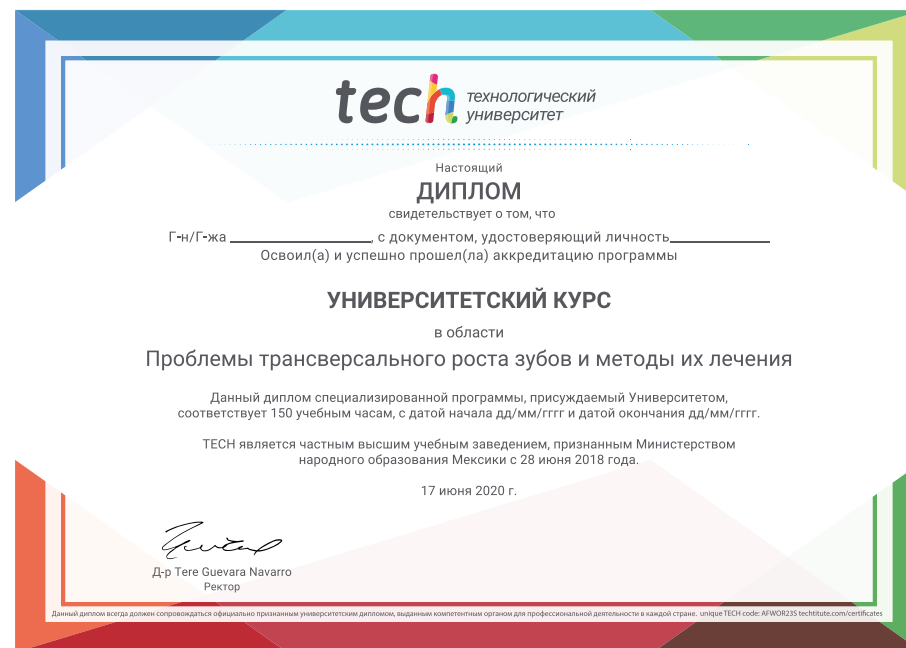 tech технологический
университет
Настоящий
ДИПЛОМ
свидетельствует о том, что
Г-н/Г-жа ________________, с документом, удостоверяющий личность____________
Освоил(а) и успешно прошел(ла) аккредитацию программы
УНИВЕРСИТЕТСКИЙ КУРС
в области
Проблемы трансверсального роста зубов и методы их лечения
Данный диплом специализированной программы, присуждаемый Университетом,
соответствует 150 учебным часам, с датой начала дд/мм/гггг и датой окончания дд/мм/гггг.
TECH является частным высшим учебным заведением, признанным Министерством
народного образования Мексики с 28 июня 2018 года.
17 июня 2020 г.
Д-р Tere Guevara Navarro
Ректор
Данный диплом всегда должен сопровождаться официально признанным университетским дипломом, выданным компетентным органом для профессиональной деятельности в каждой стране. unique TECH code: AFWOR23S techtitute.com/certificates